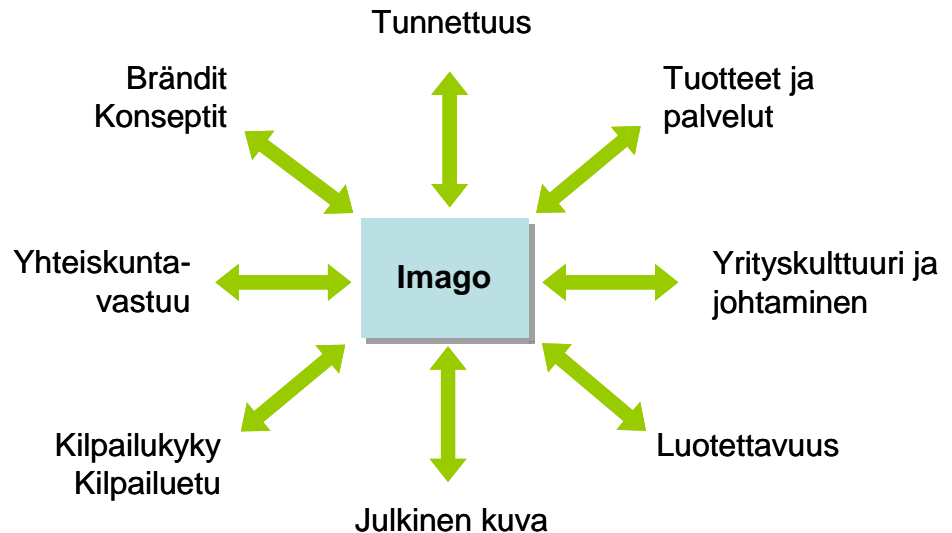 Tunnettuus
Brändit
Konseptit
Tuotteet ja
palvelut
Yhteiskunta-
vastuu
Imago
Yrityskulttuuri ja
johtaminen
Kilpailukyky
Kilpailuetu
Luotettavuus
Julkinen kuva